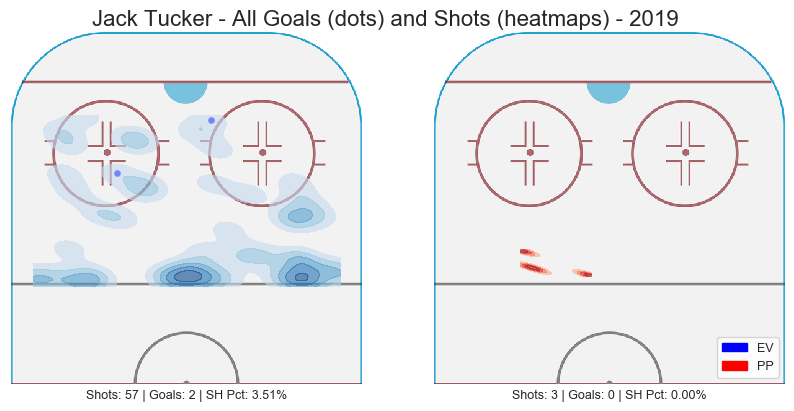 Jack Tucker - All Goals (dots) and Shots (heatmaps) - 2019
EV
PP
Shots: 57 | Goals: 2 | SH Pct: 3.51%
Shots: 3 | Goals: 0 | SH Pct: 0.00%